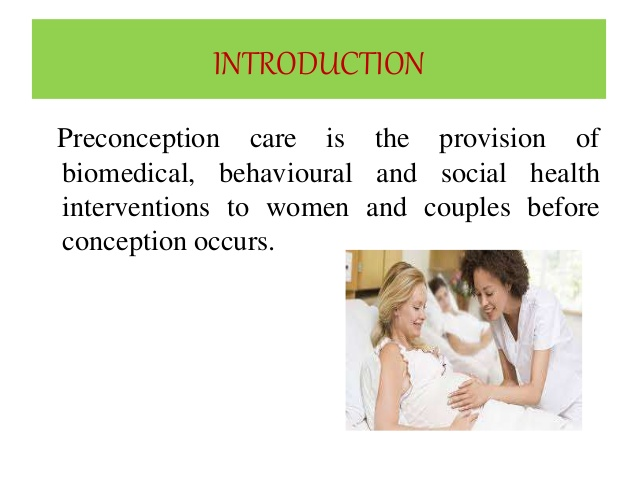 INTRODUCTION
Preconception care is the provision of
biomedical, behavioural and social health
interventions to women and couples before
conception occurs.